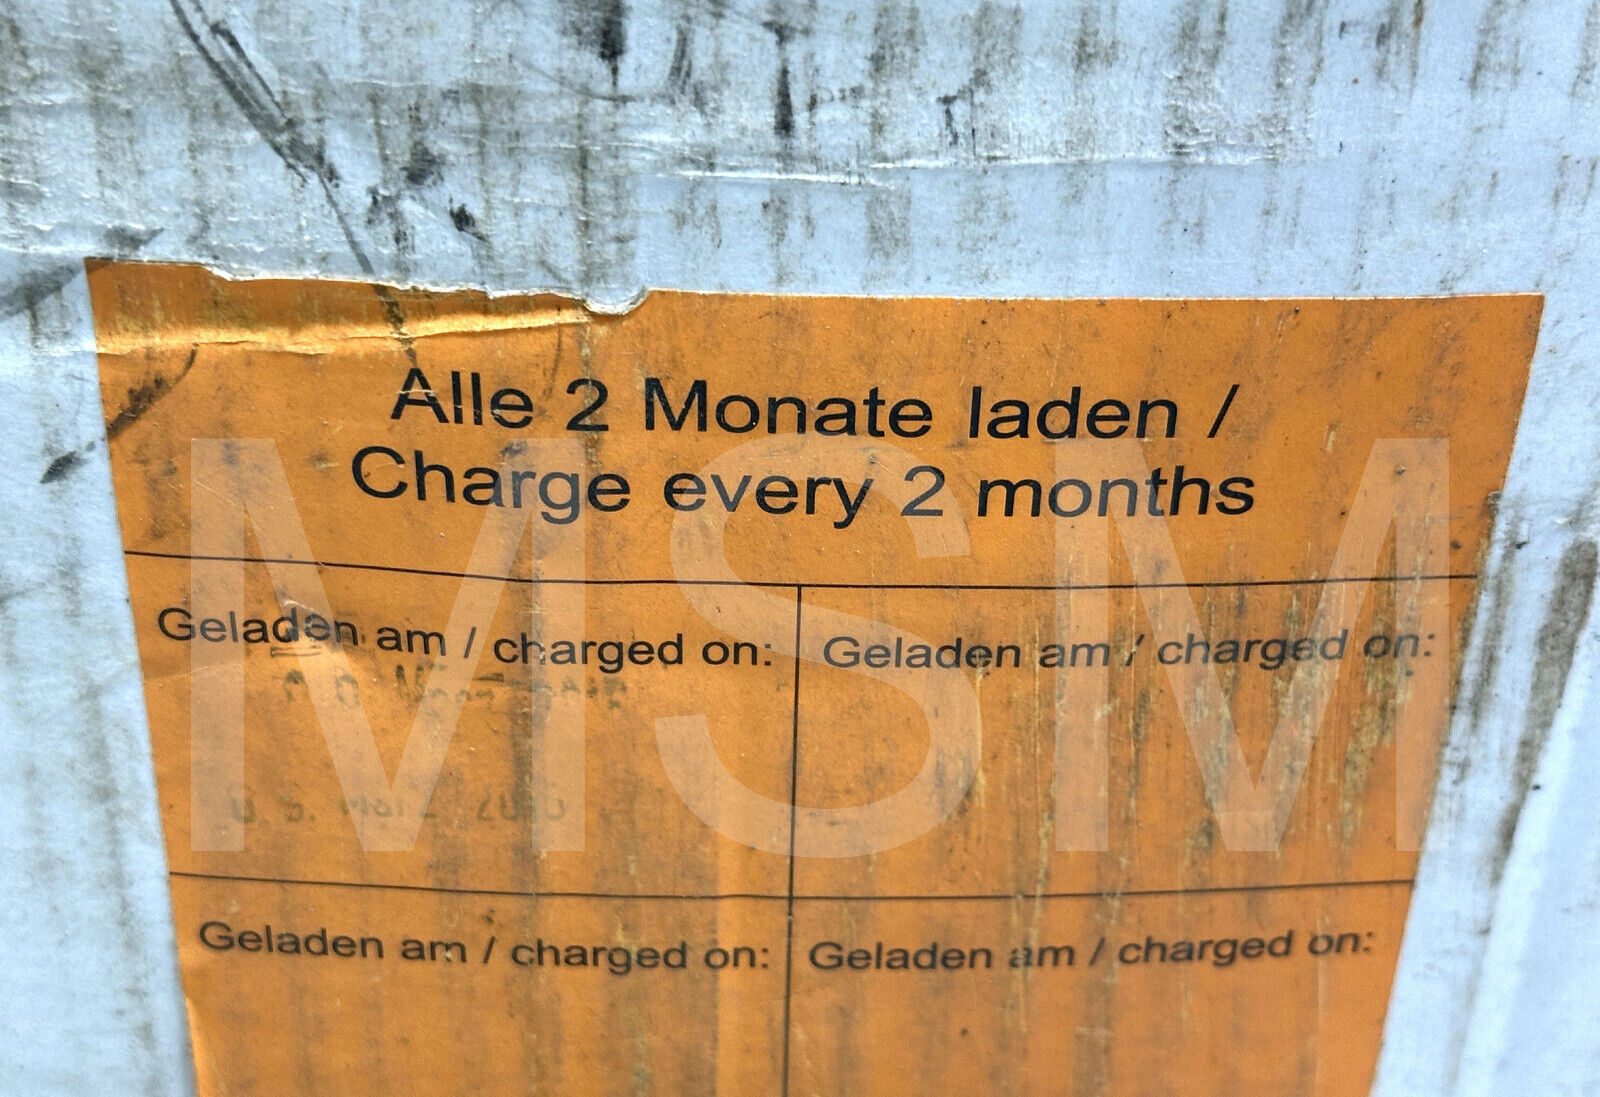 Alle 2 Monate laden /
Charge every 2 months
Geladen am / charged on:
Geladen am / charged on:
Geladen am / charged on:
Geladen am / charged on:
MSM